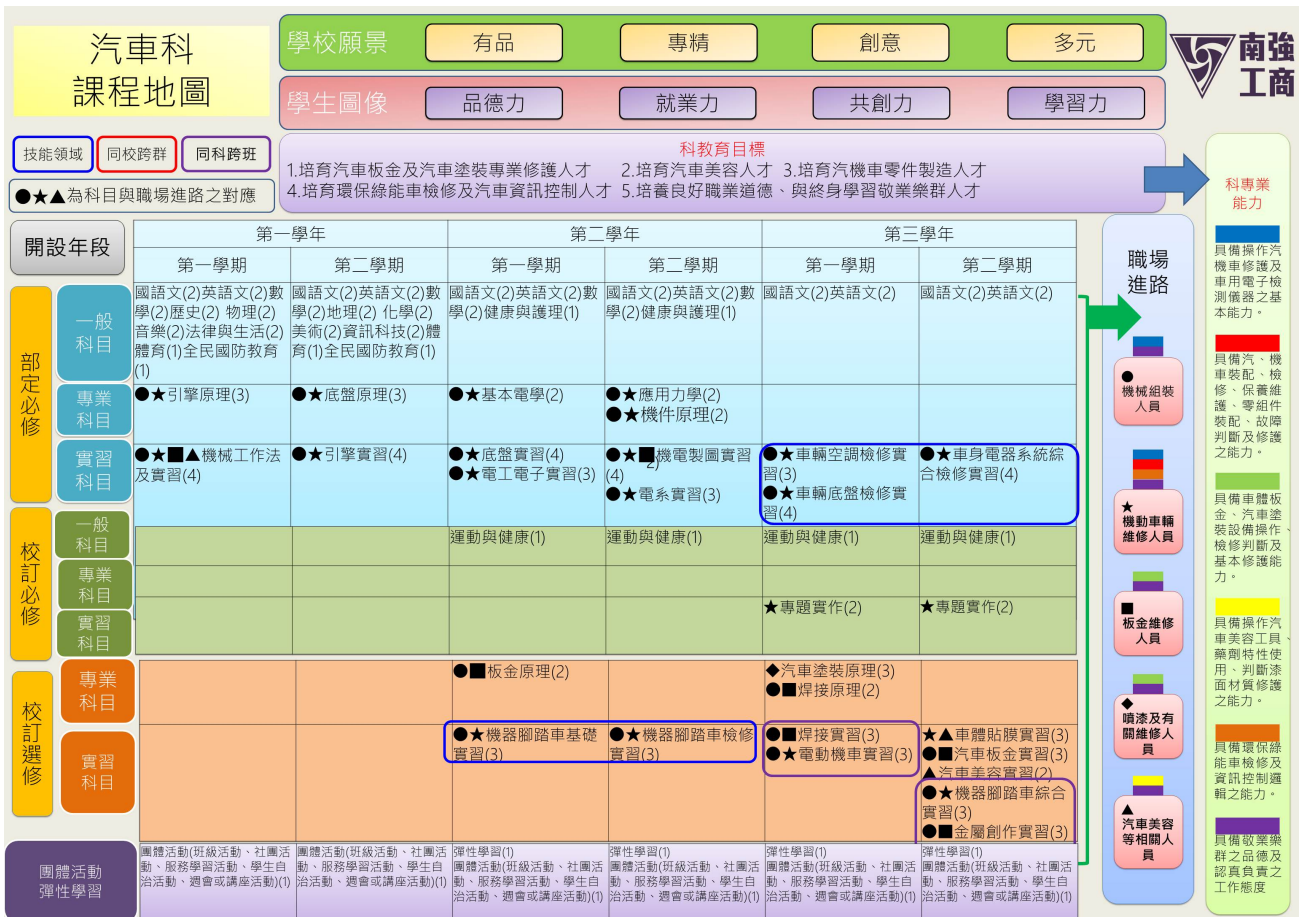 汽車科
課程地圖
學校願景
有品
專精
創意
多元
南強
工商
學生圖像
品德力
就業力
共創力
學習力
技能領域
同校跨群
同科跨班
●★▲為科目與職場進路之對應
科教育目標
1.培育汽車板金及汽車塗裝專業修護人才 2.培育汽車美容人才 3.培育汽機車零件製造人才
4.培育環保綠能車檢修及汽車資訊控制人才 5.培養良好職業道德、與終身學習敬業樂群人才
開設年段
第一學年
第二學年
第三學年
第一學期
第二學期
第一學期
第二學期
第一學期
第二學期
部定必修
一般
科目
國語文(2)英語文(2)數
學(2)歷史(2) 物理(2)
音樂(2)法律與生活(2)
體育(1)全民國防教育
(1)
國語文(2)英語文(2)數
學(2)地理(2) 化學(2)
美術(2)資訊科技(2)體
育(1)全民國防教育(1)
國語文(2)英語文(2)數
學(2)健康與護理(1)
國語文(2)英語文(2)數
學(2)健康與護理(1)
國語文(2)英語文(2)
國語文(2)英語文(2)
專業
科目
●★引擎原理(3)
●★底盤原理(3)
●★基本電學(2)
●★應用力學(2)
●★機件原理(2)
實習
科目
●★■▲機械工作法
及實習(4)
●★引擎實習(4)
●★底盤實習(4)
●★電工電子實習(3)
●★■機電製圖實習
(4)
2)
●★電系實習(3)
●★車輛空調檢修實
習(3)
●★車輛底盤檢修實
習(4)
●★車身電器系統綜
合檢修實習(4)
校訂必修
一般
科目
運動與健康(1)
運動與健康(1)
運動與健康(1)
運動與健康(1)
專業
科目
實習
科目
★專題實作(2)
★專題實作(2)
校訂選修
專業
科目
●■板金原理(2)
◆汽車塗裝原理(3)
●■焊接原理(2)
實習
科目
●★機器腳踏車基礎
實習(3)
●★機器腳踏車檢修
實習(3)
●■焊接實習(3)
●★電動機車實習(3)
★▲車體貼膜實習(3)
●■汽車板金實習(3)
▲汽車美容實習(2)
●★機器腳踏車綜合
實習(3)
●■金屬創作實習(3)
團體活動
彈性學習
團體活動(班級活動、社團活
動、服務學習活動、學生自
治活動、週會或講座活動)(1)
團體活動(班級活動、社團活
動、服務學習活動、學生自
治活動、週會或講座活動)(1)
彈性學習(1)
團體活動(班級活動、社團活
動、服務學習活動、學生自
治活動、週會或講座活動)(1)
彈性學習(1)
團體活動(班級活動、社團活
動、服務學習活動、學生自
治活動、週會或講座活動)(1)
彈性學習(1)
團體活動(班級活動、社團活
動、服務學習活動、學生自
治活動、週會或講座活動)(1)
彈性學習(1)
團體活動(班級活動、社團活
動、服務學習活動、學生自
治活動、週會或講座活動)(1)
職場
進路
●
機械組裝
人員
★
機動車輛
維修人員
■
板金維修
人員
◆
噴漆及有
關維修人
員
▲
汽車美容
等相關人
員
科專業
能力
具備操作汽
機車修護及
車用電子檢
測儀器之基
本能力。
具備汽、機
車裝配、檢
修、保養維
護、零組件
裝配、故障
判斷及修護
之能力。
具備車體板
金、汽車塗
裝設備操作、
檢修判斷及
基本修護能
力。
具備操作汽
車美容工具、
藥劑特性使
用、判斷漆
面材質修護
之能力。
具備環保綠
能車檢修及
資訊控制邏
輯之能力。
具備敬業樂
群之品德及
認真負責之
工作態度